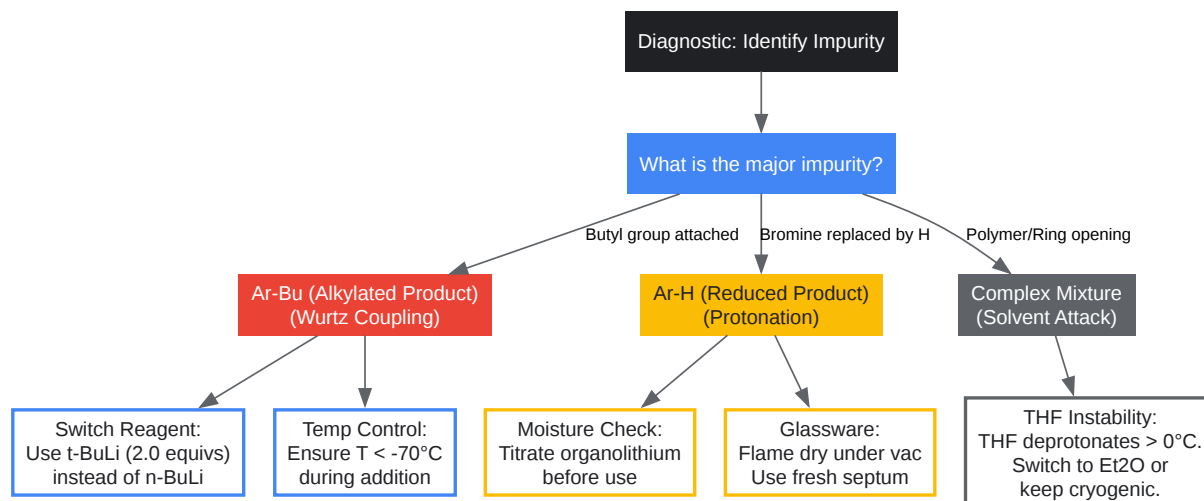 Diagnostic: Identify Impurity
What is the major impurity?
Butyl group attached
Bromine replaced by H
Polymer/Ring opening
Ar-Bu (Alkylated Product)
(Wurtz Coupling)
Ar-H (Reduced Product)
(Protonation)
Complex Mixture
(Solvent Attack)
Switch Reagent:
Use t-BuLi (2.0 equivs)
instead of n-BuLi
Temp Control:
Ensure T < -70°C
during addition
Moisture Check:
Titrate organolithium
before use
Glassware:
Flame dry under vac
Use fresh septum
THF Instability:
THF deprotonates > 0°C.
Switch to Et2O or
keep cryogenic.